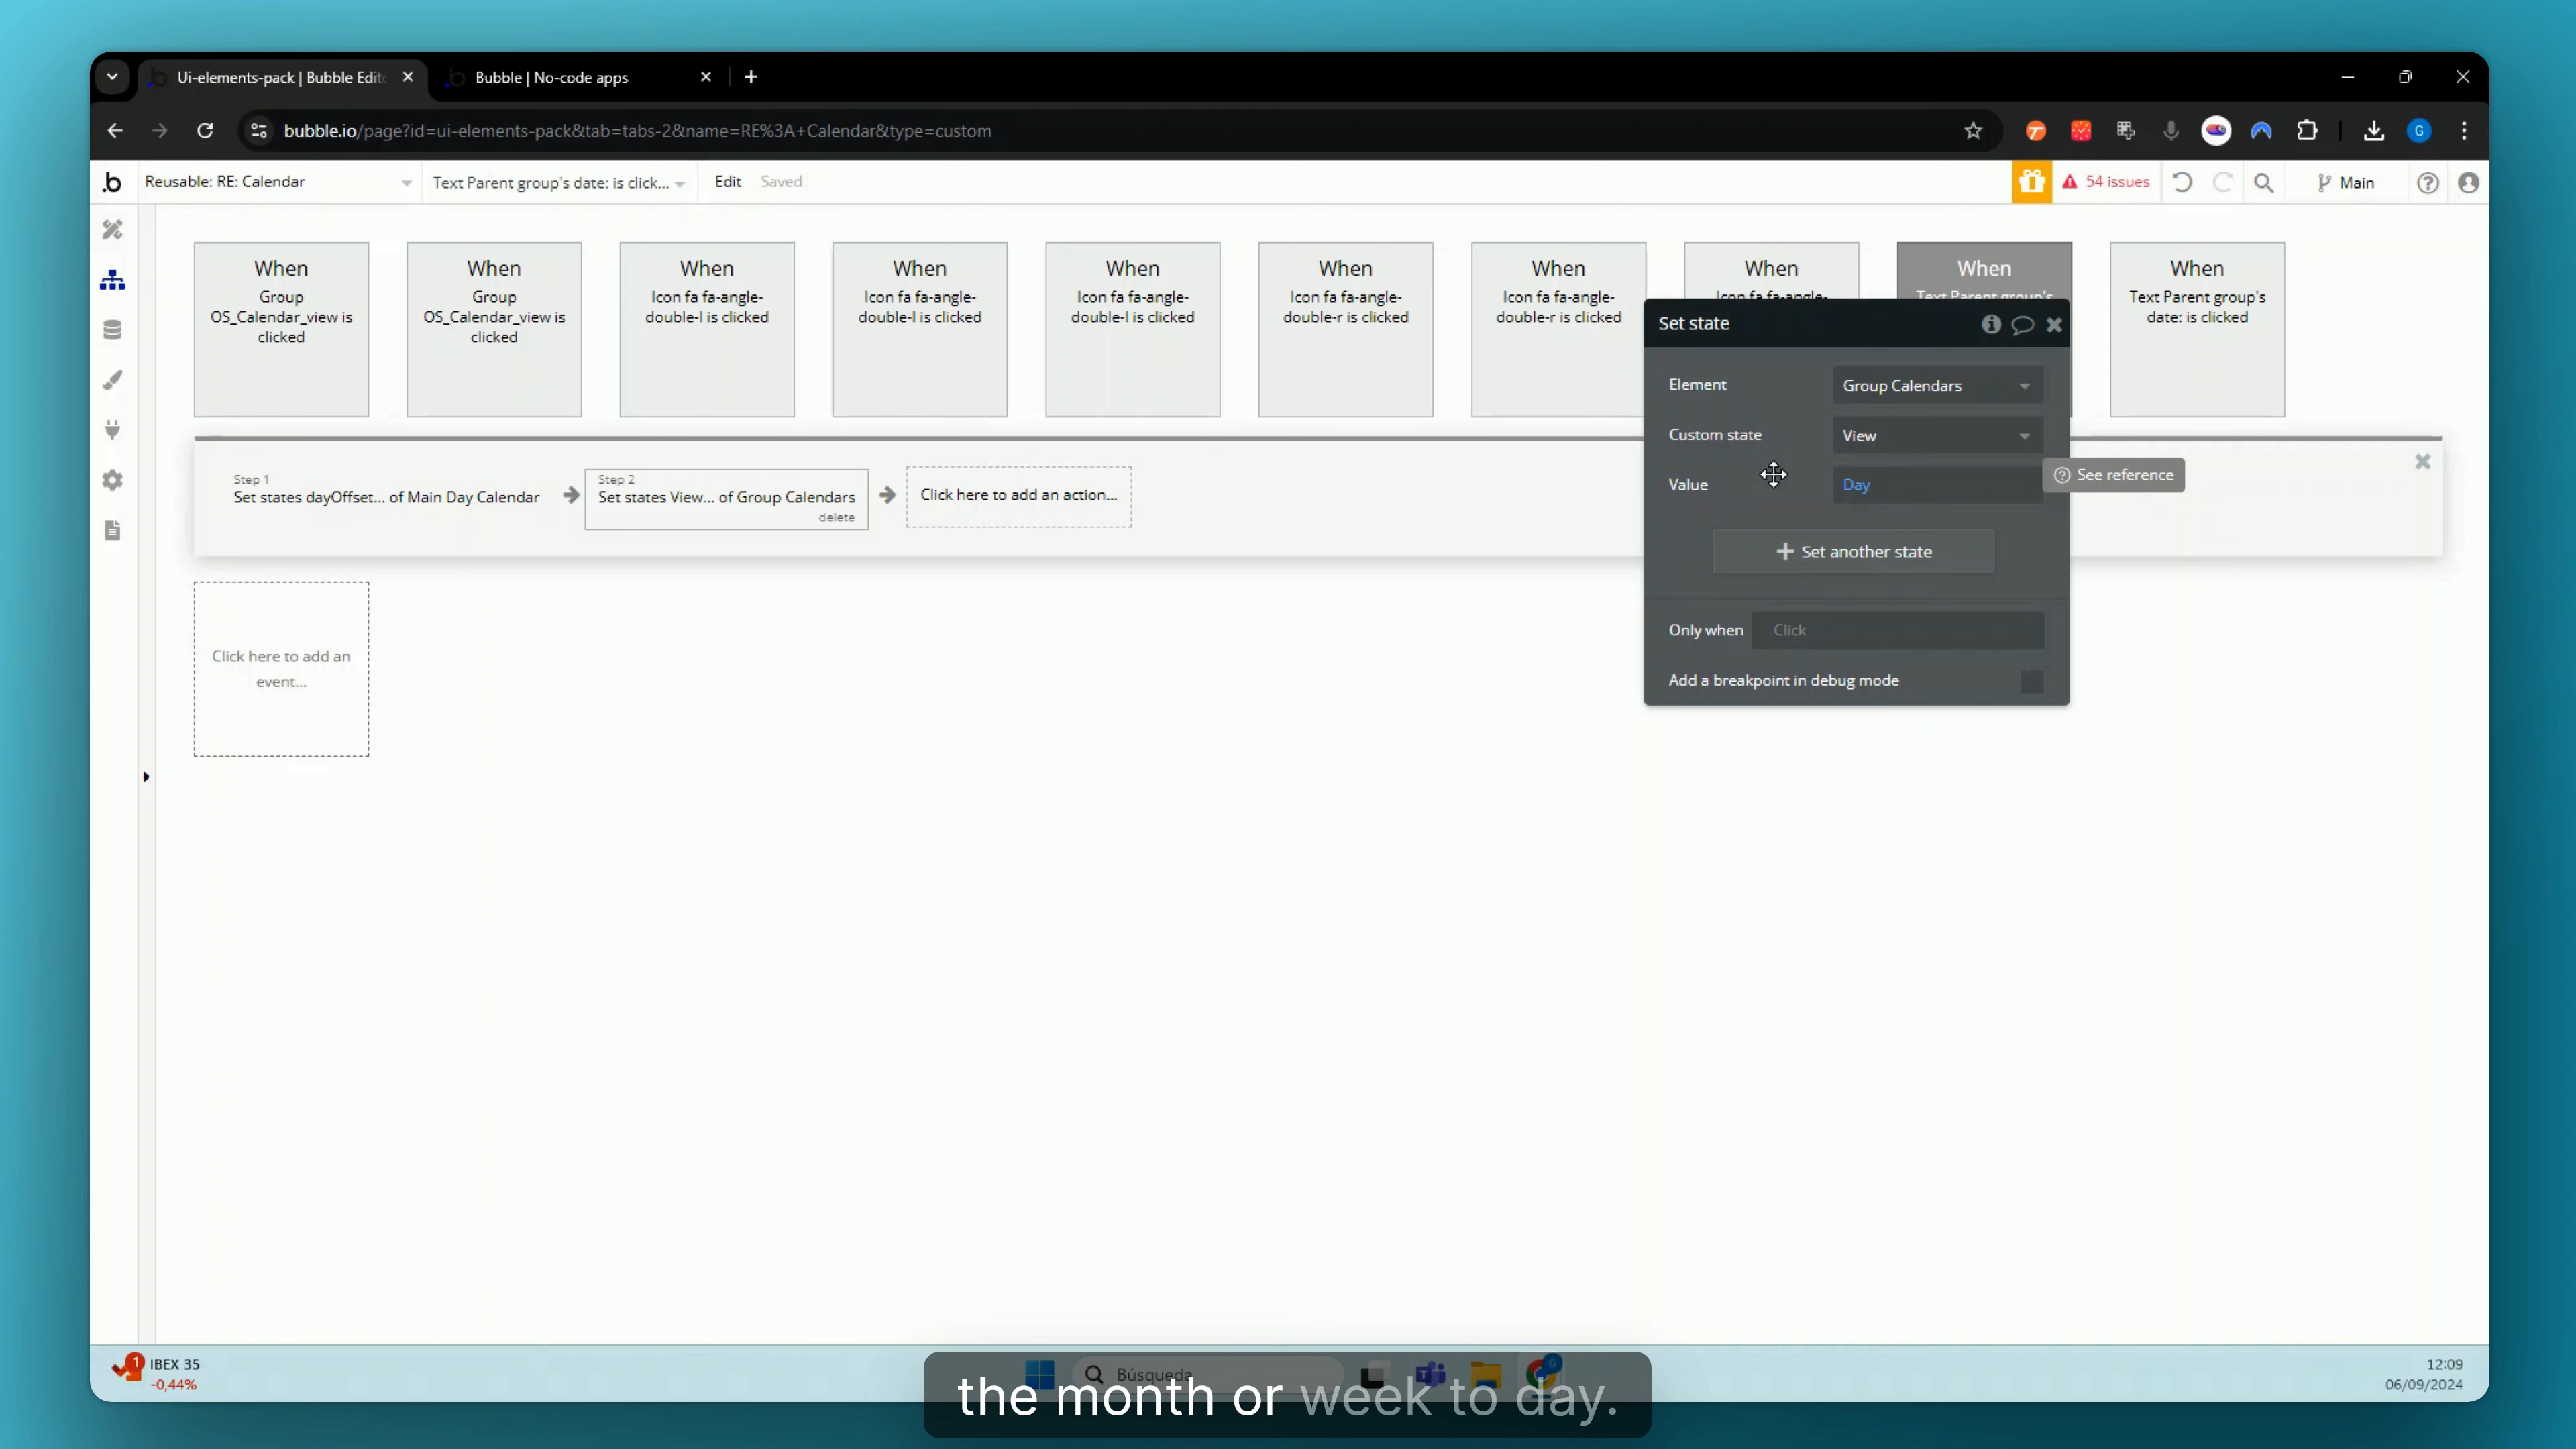 Ui-elements-pack | Bubble Edit
Bubble | No-code apps
bubble.io/page?id=ui-elements-pack&tab=tabs-2&name=RE%3A+Calendar&type=custom
G
Reusable: RE: Calendar
Text Parent group's date: is click...
Edit
Saved
54 issues
Main
When
Group
OS_Calendar_view is
clicked
When
Group
OS_Calendar_view is
clicked
When
Icon fa fa-angle-
double-l is clicked
When
Icon fa fa-angle-
double-l is clicked
When
Icon fa fa-angle-
double-l is clicked
When
Icon fa fa-angle-
double-r is clicked
When
Icon fa fa-angle-
double-r is clicked
When
Icon fa fa-angle-
When
Text Parent group's
When
Text Parent group's
date: is clicked
Set state
Element
Group Calendars
Custom state
View
Value
Day
See reference
Set another state
Only when
Click
Add a breakpoint in debug mode
Step 1
Set states dayOffset... of Main Day Calendar
Step 2
Set states View... of Group Calendars
delete
Click here to add an action...
Click here to add an
event...
1
IBEX 35
-0,44%
Búsqueda
G
12:09
06/09/2024
the month or week to day.